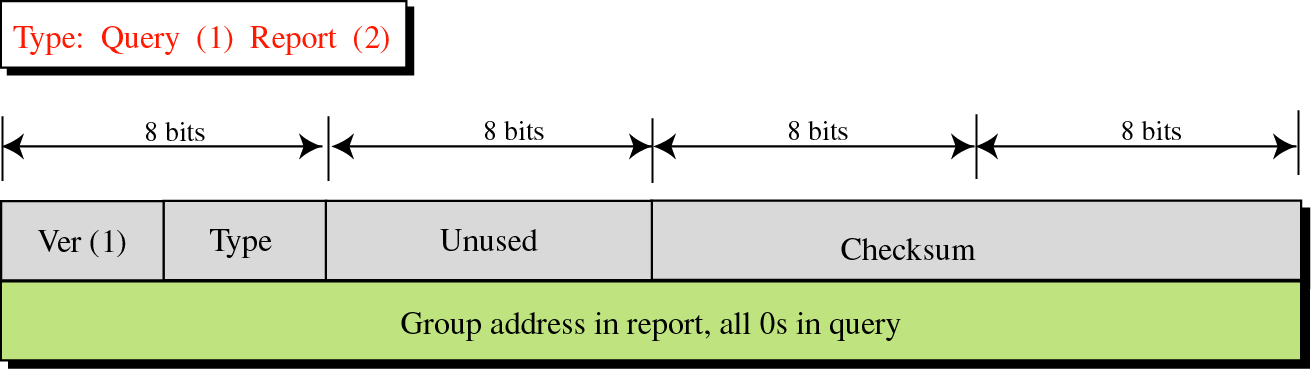 Type: Query (1) Report (2)
8 bits 8 bits 8 bits 8 bits
Ver (1) Type Unused Checksum
Group address in report, all 0s in query